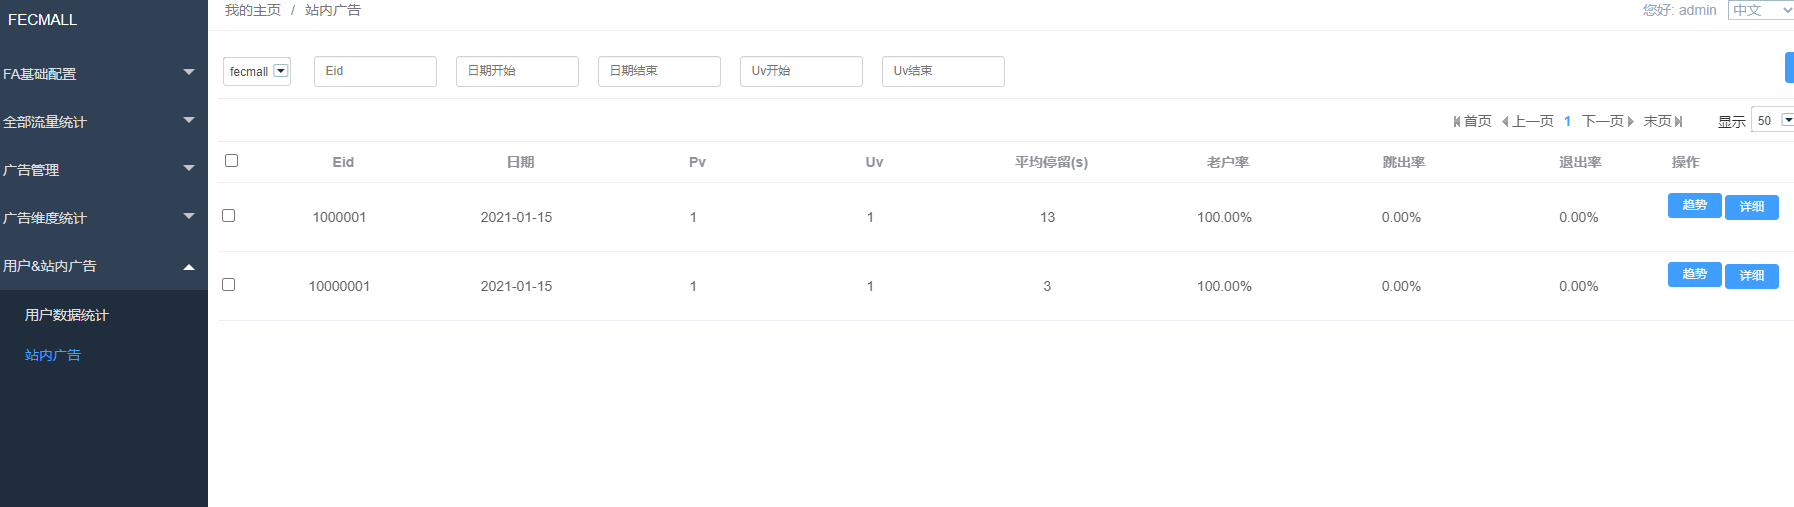 FECMALL
FA基础配置
全部流量统计
广告管理
广告维度统计
用户&站内广告
用户数据统计
站内广告
我的主页 / 站内广告
您好: admin 中文
fecmall Eid 日期开始 日期结束 Uv开始 Uv结束
首页 上一页 1 下一页 末页 显示 50
Eid 日期 Pv Uv 平均停留(s) 老户率 跳出率 退出率 操作
1000001 2021-01-15 1 1 13 100.00% 0.00% 0.00% 趋势 详细
10000001 2021-01-15 1 1 3 100.00% 0.00% 0.00% 趋势 详细